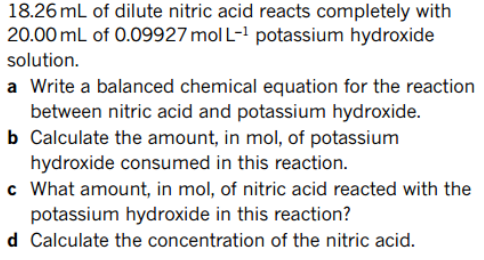 18.26 mL of dilute nitric acid reacts completely with
20.00 mL of 0.09927 mol L⁻¹ potassium hydroxide
solution.
a Write a balanced chemical equation for the reaction
between nitric acid and potassium hydroxide.
b Calculate the amount, in mol, of potassium
hydroxide consumed in this reaction.
c What amount, in mol, of nitric acid reacted with the
potassium hydroxide in this reaction?
d Calculate the concentration of the nitric acid.